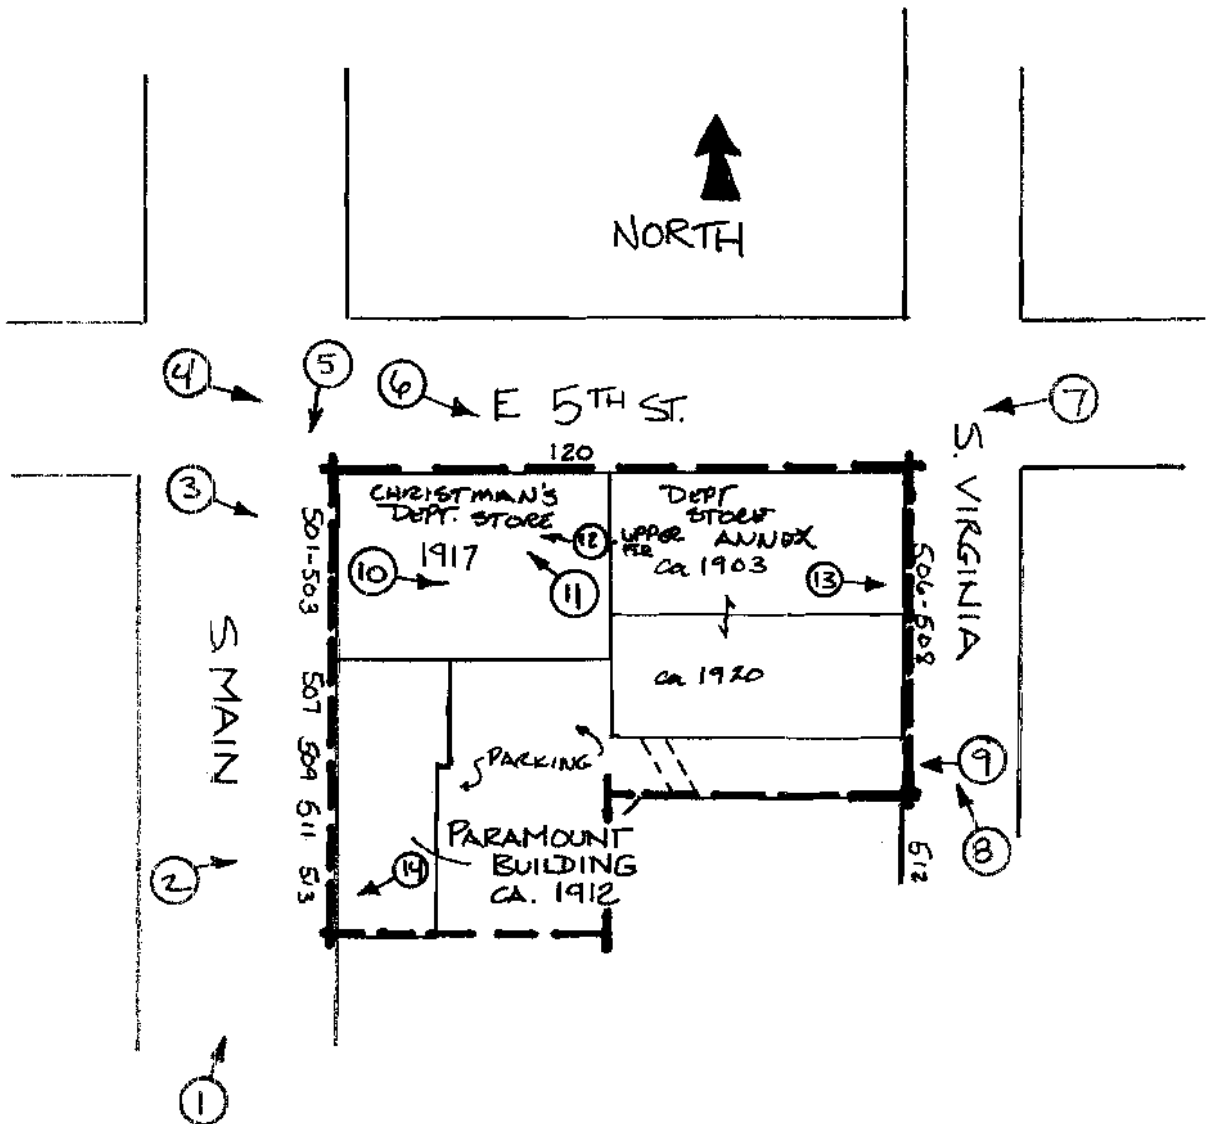 NORTH
4
5
6
E 5TH ST.
7
S. VIRGINIA
3
120
CHRISTMAN'S
DEPT. STORE
1917
DEPT
STORE
ANNEX
ca 1903
12
UPPER
10
11
13
501-503
506-508
S MAIN
ca 1920
507
509
511
513
PARKING
9
PARAMOUNT
BUILDING
CA. 1912
14
2
8
512
1